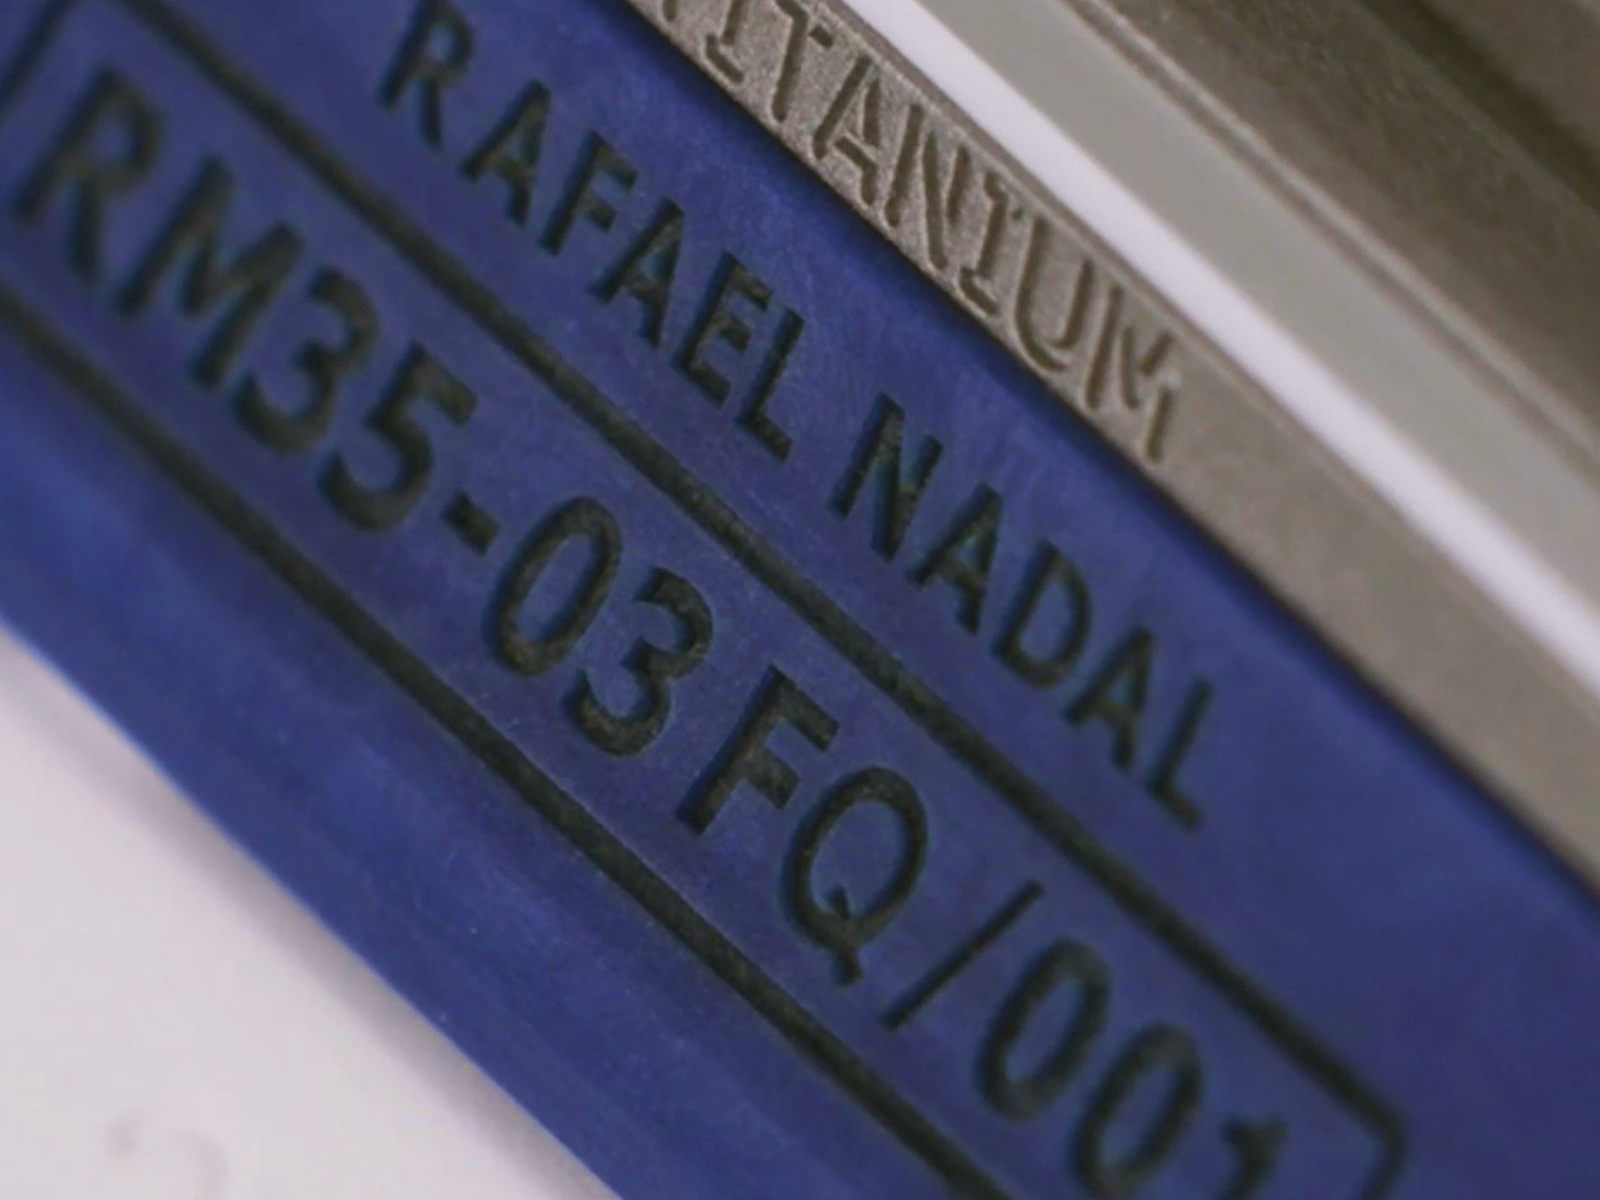 TITANIUM
RAFAEL NADAL
RM35-03 FQ/001